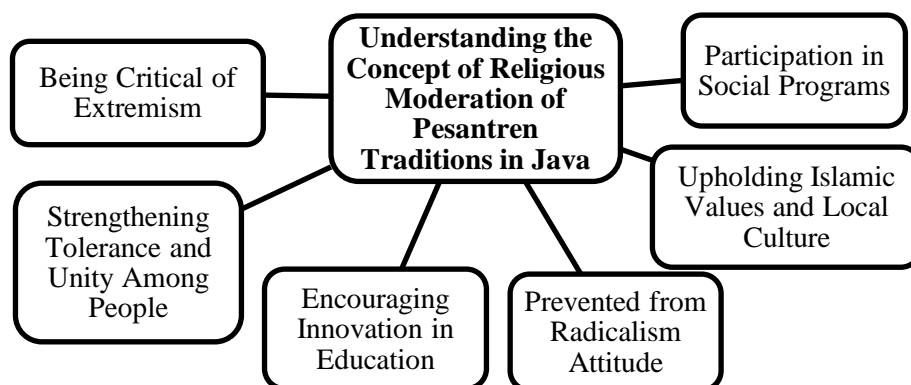 Understanding the
Concept of Religious
Moderation of
Pesantren
Traditions in Java
Being Critical of
Extremism
Participation in
Social Programs
Strengthening
Tolerance and
Unity Among
People
Upholding Islamic
Values and Local
Culture
Encouraging
Innovation in
Education
Prevented from
Radicalism
Attitude